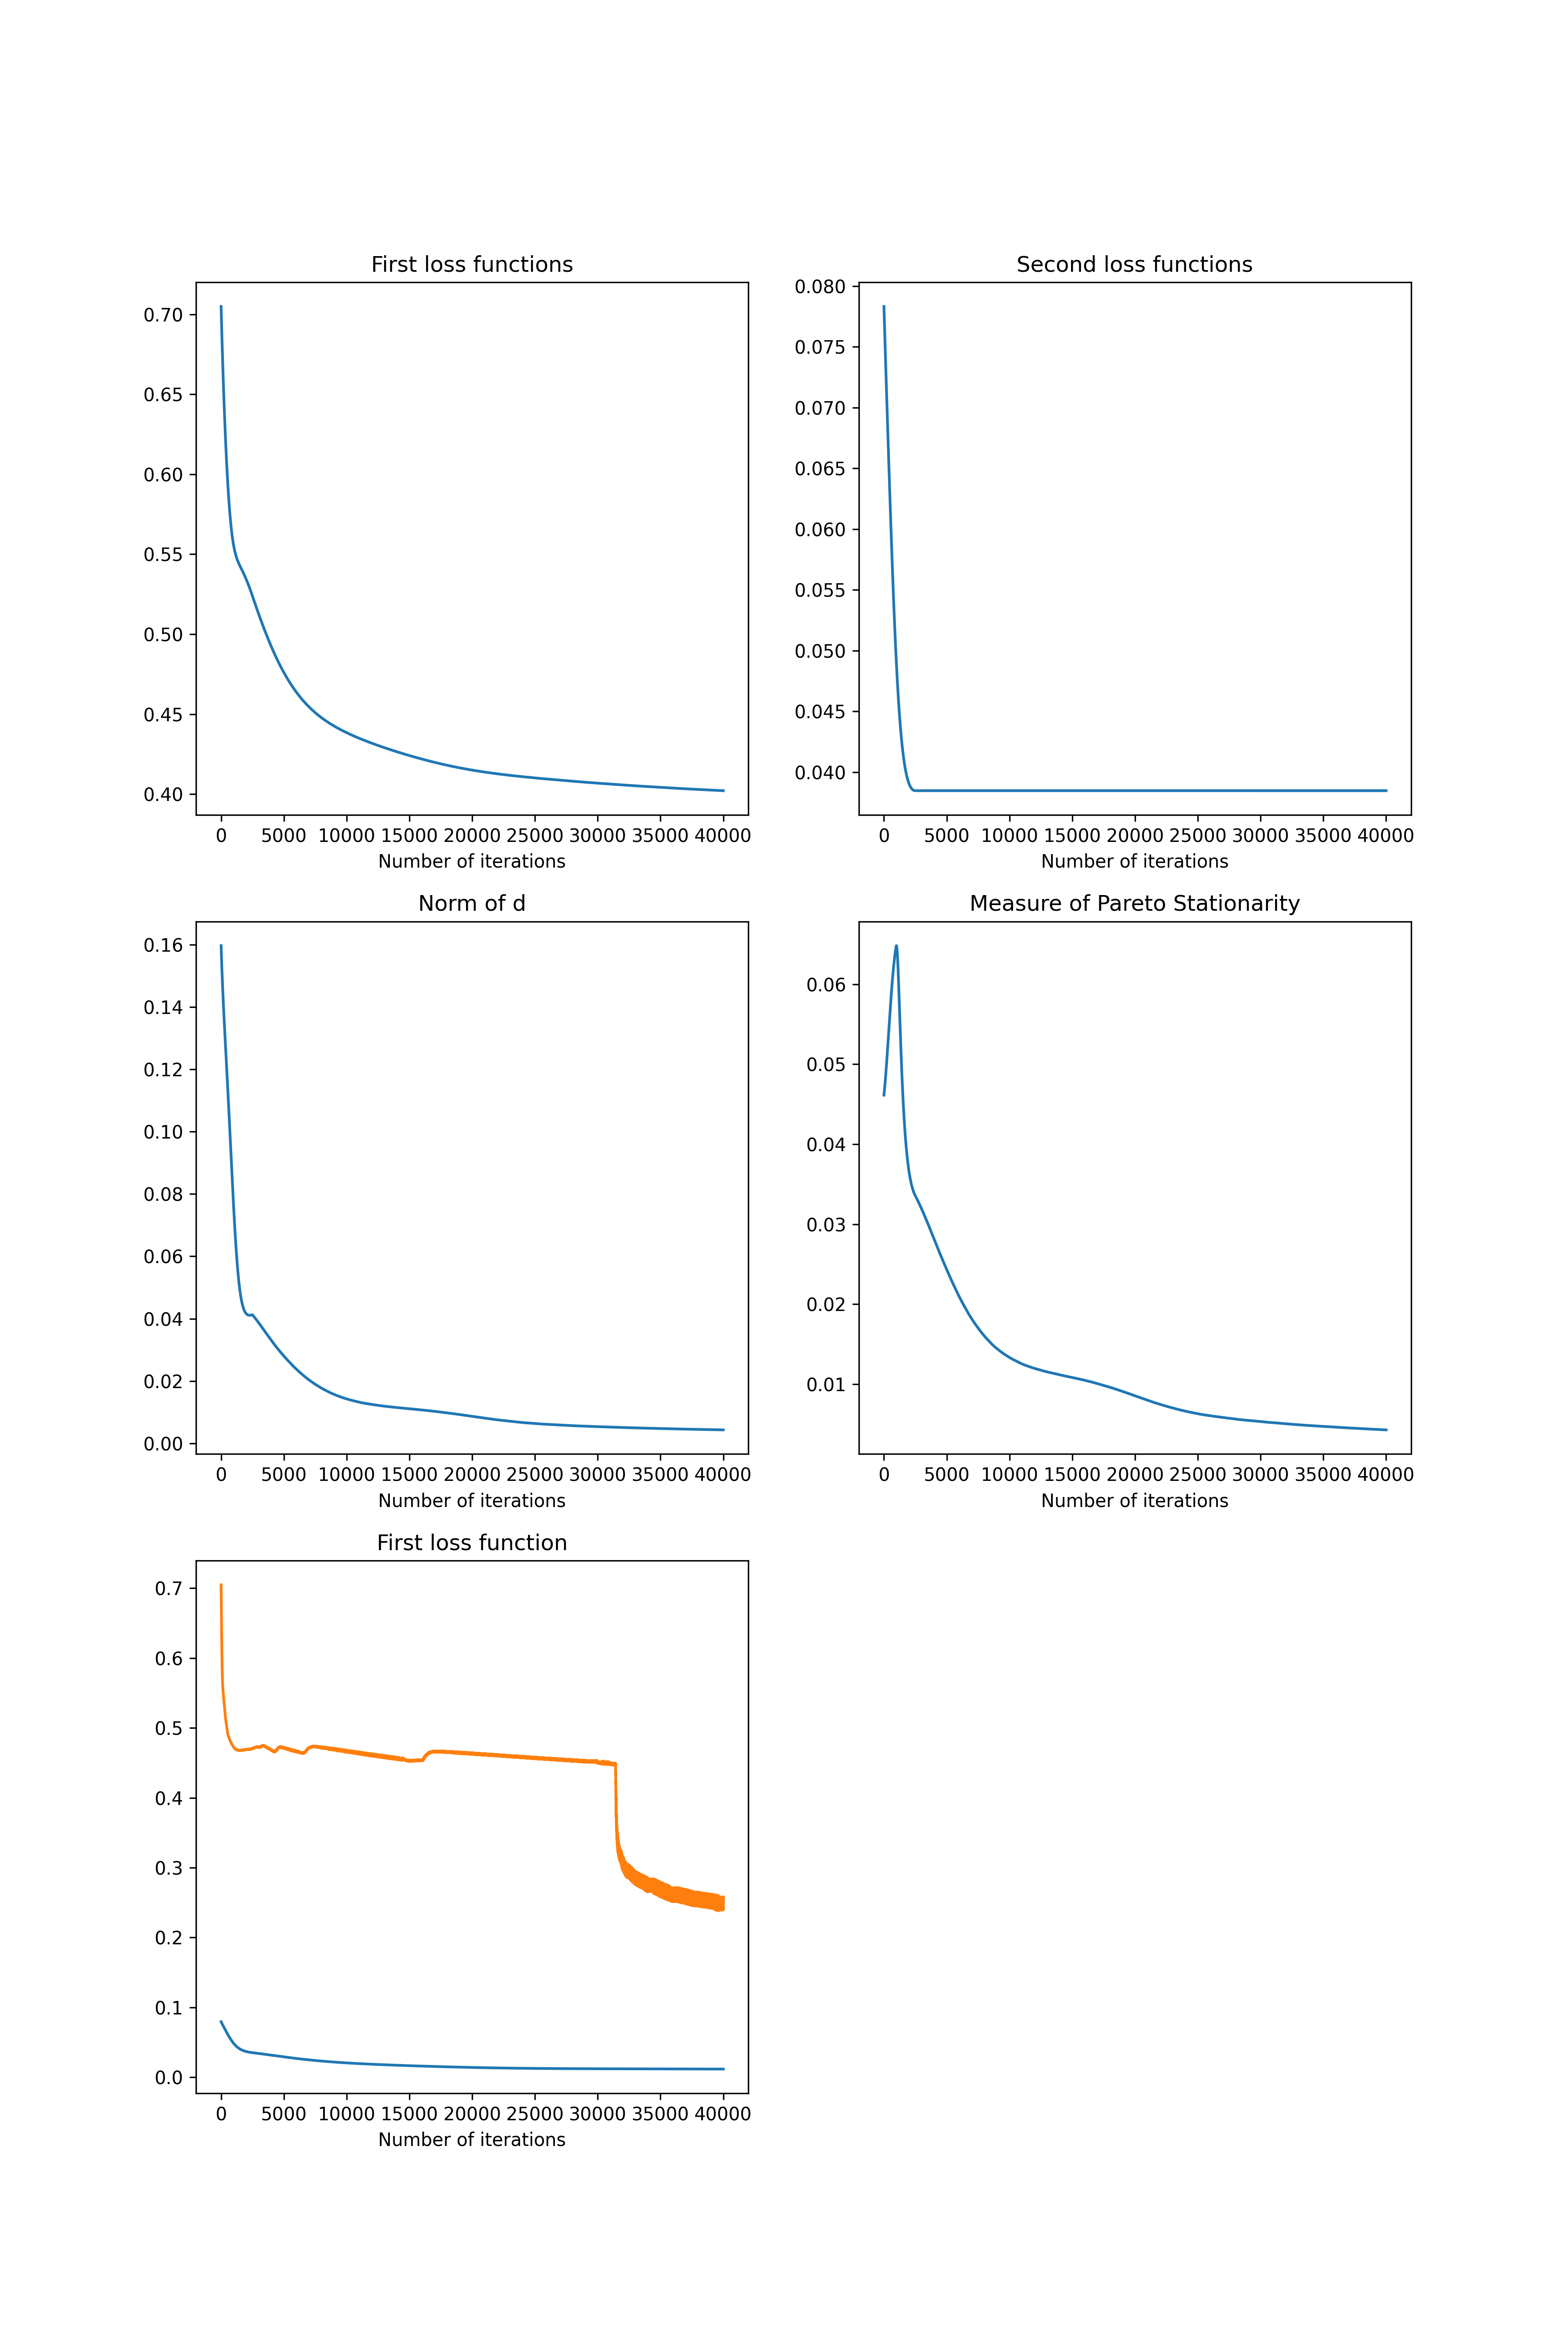 First loss functions
0.70
0.65
0.60
0.55
0.50
0.45
0.40
0 5000 10000 15000 20000 25000 30000 35000 40000
Number of iterations
Second loss functions
0.080
0.075
0.070
0.065
0.060
0.055
0.050
0.045
0.040
0 5000 10000 15000 20000 25000 30000 35000 40000
Number of iterations
Norm of d
0.16
0.14
0.12
0.10
0.08
0.06
0.04
0.02
0.00
0 5000 10000 15000 20000 25000 30000 35000 40000
Number of iterations
Measure of Pareto Stationarity
0.06
0.05
0.04
0.03
0.02
0.01
0 5000 10000 15000 20000 25000 30000 35000 40000
Number of iterations
First loss function
0.7
0.6
0.5
0.4
0.3
0.2
0.1
0.0
0 5000 10000 15000 20000 25000 30000 35000 40000
Number of iterations